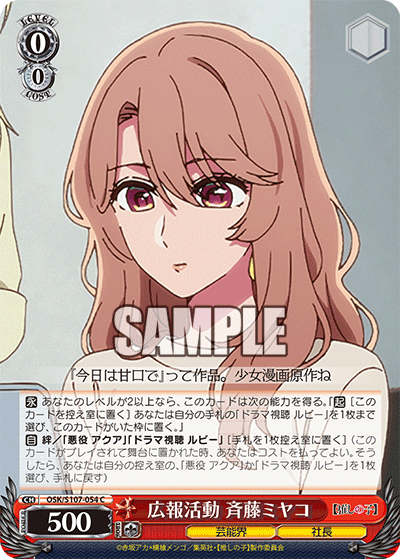 LEVEL
0
0
COST
SAMPLE
『今日は甘口で』って作品。少女漫画原作ね
永 あなたのレベルが2以上なら、このカードは次の能力を得る。『起［この
カードを控え室に置く］あなたは自分の手札の「ドラマ視聴 ルビー」を1枚まで
選び、このカードがいた枠に置く。』
自 絆／「悪役 アクア」「ドラマ視聴 ルビー」［手札を1枚控え室に置く］（この
カードがプレイされて舞台に置かれた時、あなたはコストを払ってよい。そう
したら、あなたは自分の控え室の、「悪役 アクア」か「ドラマ視聴 ルビー」を1枚
選び、手札に戻す）
CH OSK/S107-054 C
500
広報活動 斉藤ミヤコ
【推しの子】
芸能界
社長
©赤坂アカ×横槍メンゴ／集英社・【推しの子】製作委員会